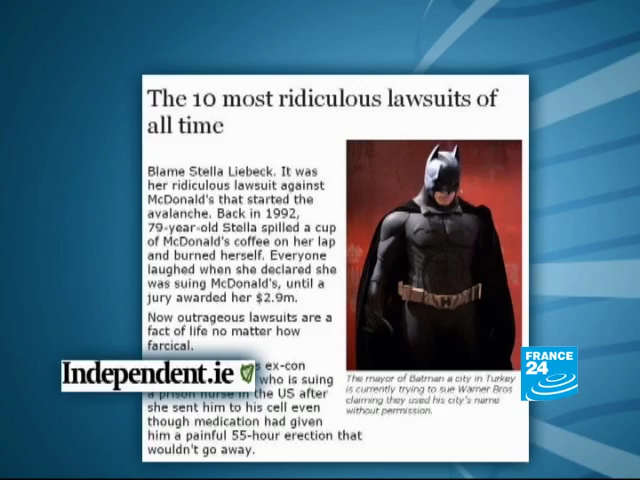 The 10 most ridiculous lawsuits of
all time
Blame Stella Liebeck. It was
her ridiculous lawsuit against
McDonald's that started the
avalanche. Back in 1992,
79-year-old Stella spilled a cup
of McDonald's coffee on her lap
and burned herself. Everyone
laughed when she declared she
was suing McDonald's, until a
jury awarded her $2.9m.
Now outrageous lawsuits are a
fact of life no matter how
farcical.
ex-con
who is suing
a prison nurse in the US after
she sent him to his cell even
though medication had given
him a painful 55-hour erection that
wouldn't go away.
The mayor of Batman a city in Turkey
is currently trying to sue Warner Bros
claiming they used his city's name
without permission.
Independent.ie
FRANCE
24